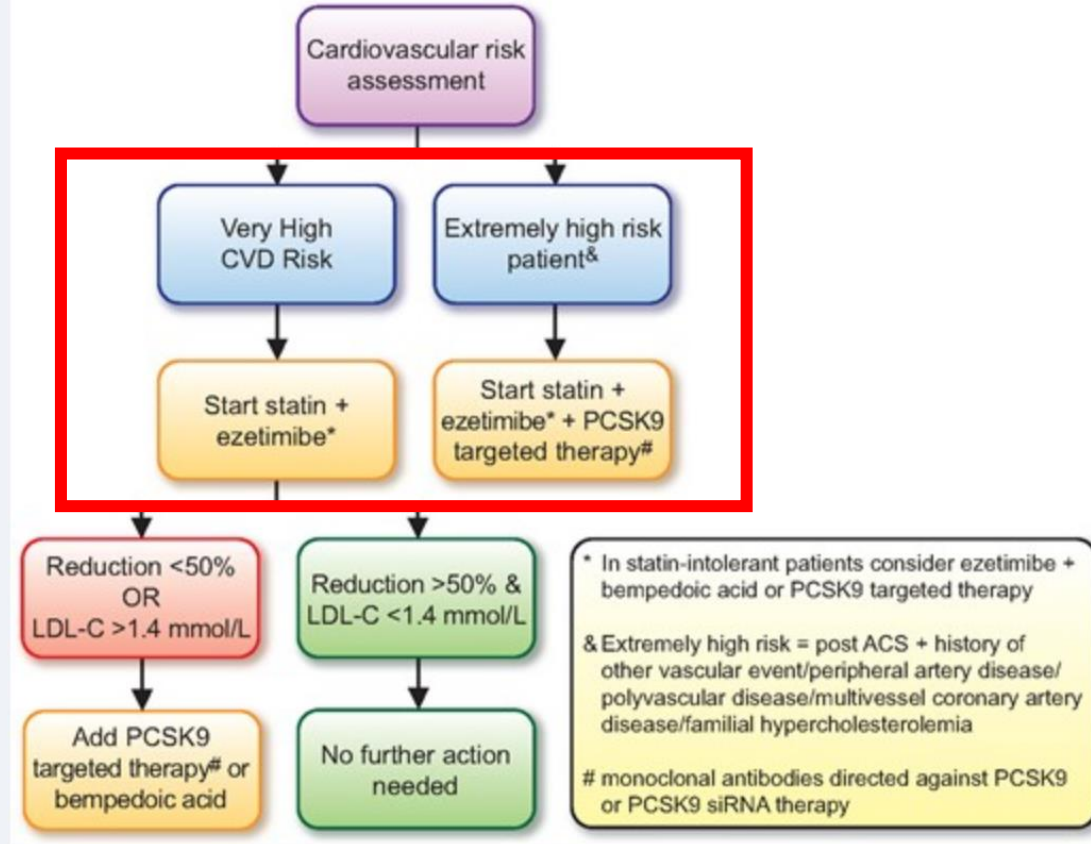 Cardiovascular risk
assessment
Very High
CVD Risk
Extremely high risk
patient&
Start statin +
ezetimibe*
Start statin +
ezetimibe* + PCSK9
targeted therapy#
Reduction <50%
OR
LDL-C >1.4 mmol/L
Reduction >50% &
LDL-C <1.4 mmol/L
Add PCSK9
targeted therapy# or
bempedoic acid
No further action
needed
* In statin-intolerant patients consider ezetimibe +
bempedoic acid or PCSK9 targeted therapy
& Extremely high risk = post ACS + history of
other vascular event/peripheral artery disease/
polyvascular disease/multivessel coronary artery
disease/familial hypercholesterolemia
# monoclonal antibodies directed against PCSK9
or PCSK9 siRNA therapy